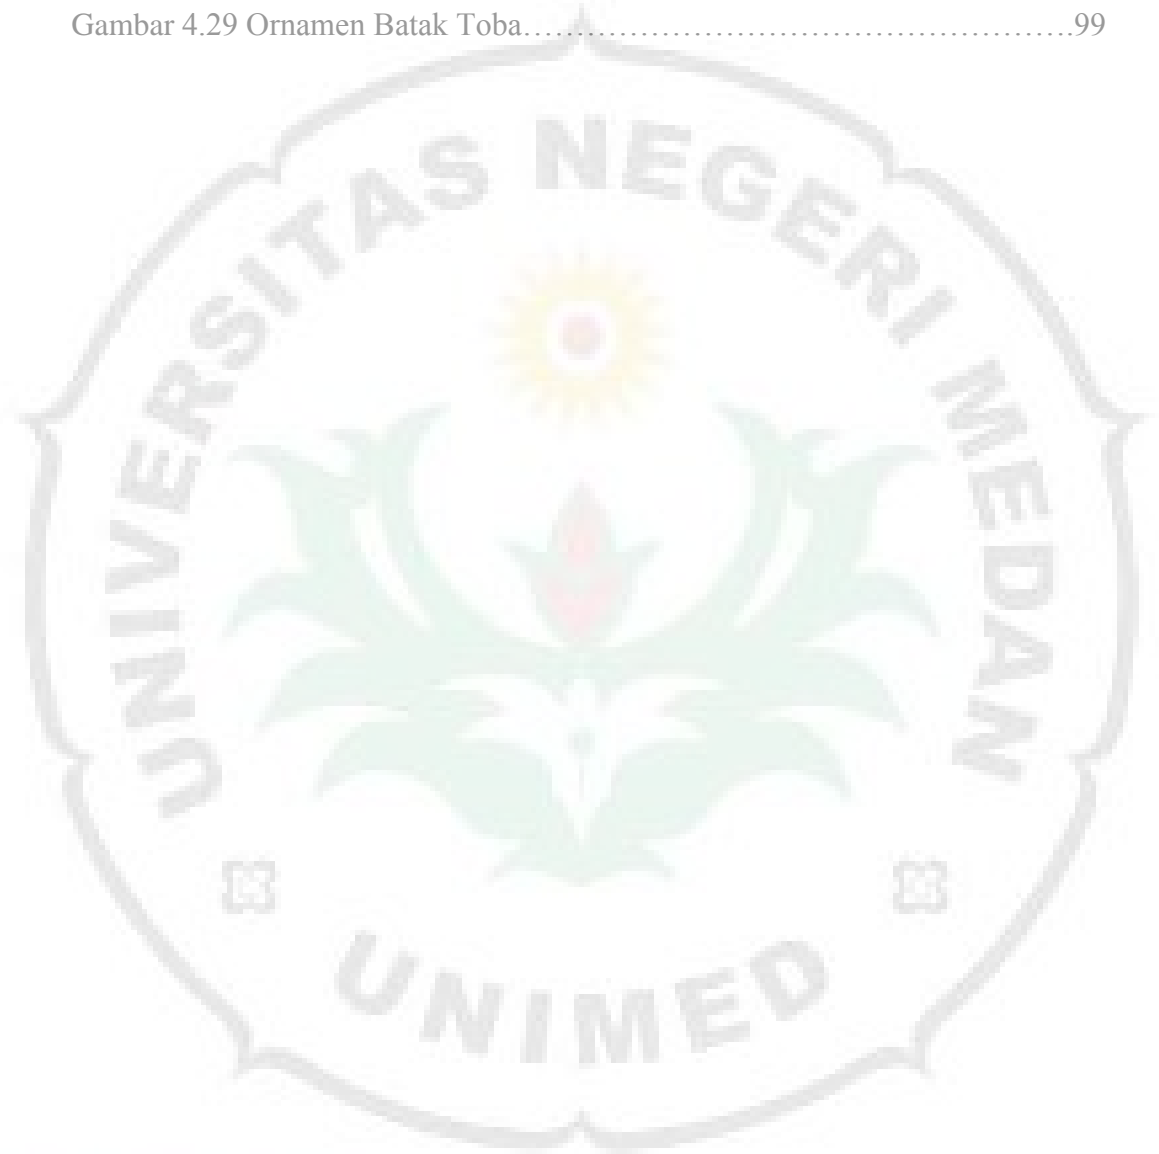 Gambar 4.29 Ornamen Batak Toba……………………………………………….99
UNIVERSITAS NEGERI MEDAN
UNIMED